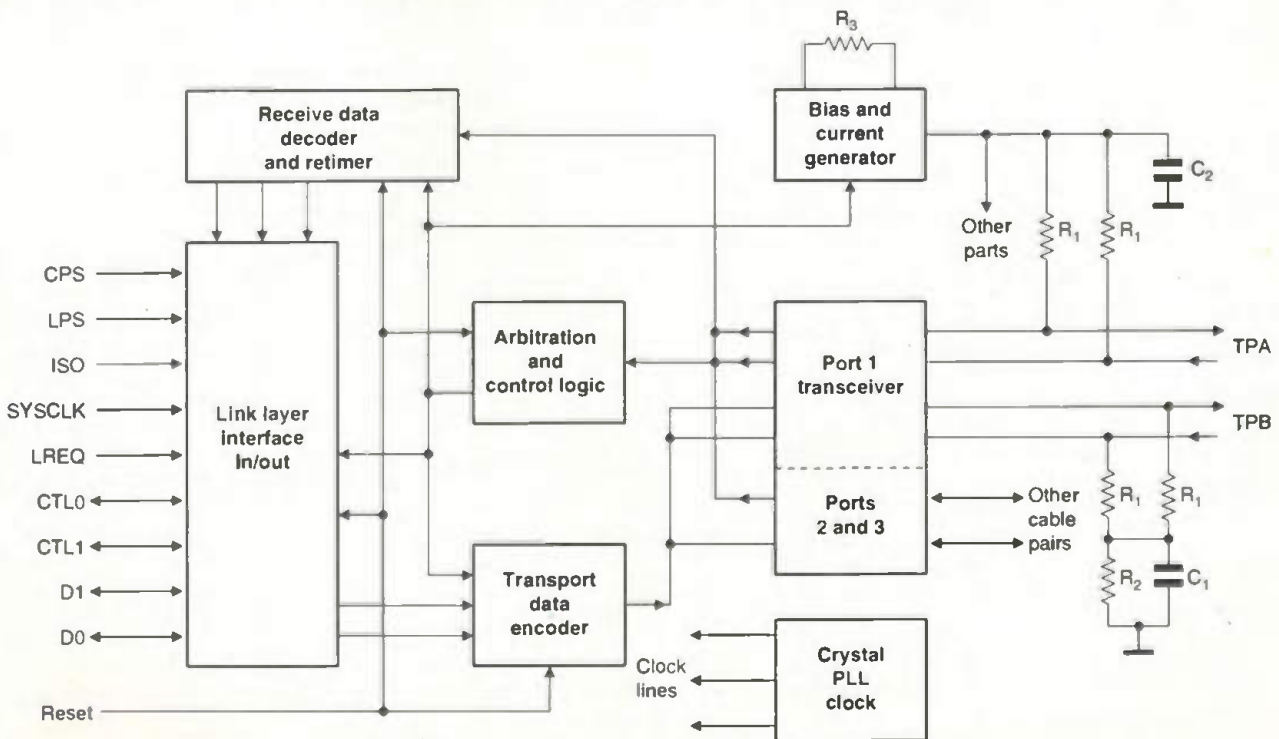 R3
Receive data
decoder
and retimer
Bias and
current
generator
C2
Other
parts
R1
R1
CPS
LPS
ISO
SYSCLK
LREQ
CTL0
CTL1
D1
D0
Reset
Link layer
interface
In/out
Arbitration
and
control logic
Transport
data
encoder
Port 1
transceiver
Ports
2 and 3
TPA
TPB
Other
cable
pairs
R1
R1
R2
C1
Clock
lines
Crystal
PLL
clock